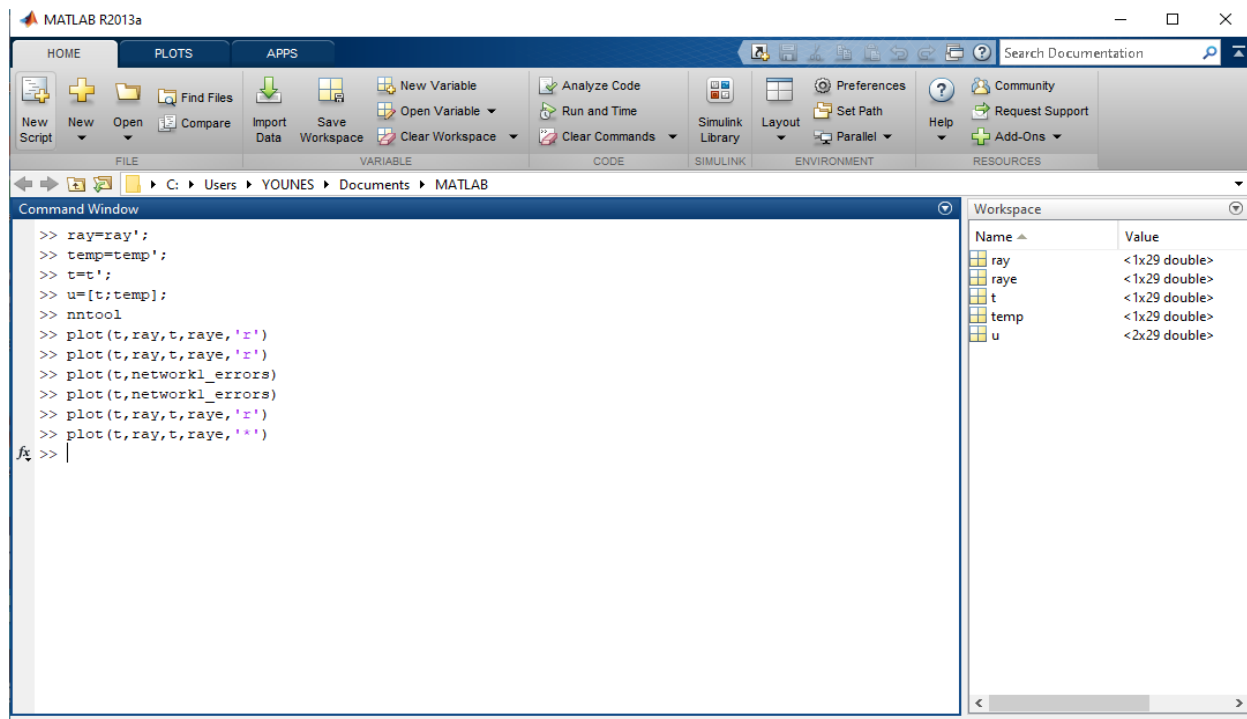 MATLAB R2013a
HOME PLOTS APPS Search Documentation
New Script New Open Find Files Compare Import Data Save Workspace New Variable Open Variable Clear Workspace Analyze Code Run and Time Clear Commands Simulink Library Layout Preferences Set Path Parallel Help Community Request Support Add-Ons
FILE VARIABLE CODE SIMULINK ENVIRONMENT RESOURCES
C: Users YOUNES Documents MATLAB
Command Window
>> ray=ray';
>> temp=temp';
>> t=t';
>> u=[t;temp];
>> nntool
>> plot(t,ray,t,raye,'r')
>> plot(t,ray,t,raye,'r')
>> plot(t,network1_errors)
>> plot(t,network1_errors)
>> plot(t,ray,t,raye,'r')
>> plot(t,ray,t,raye,'*')
fx >>
Workspace
Name Value
ray <1x29 double>
raye <1x29 double>
t <1x29 double>
temp <1x29 double>
u <2x29 double>